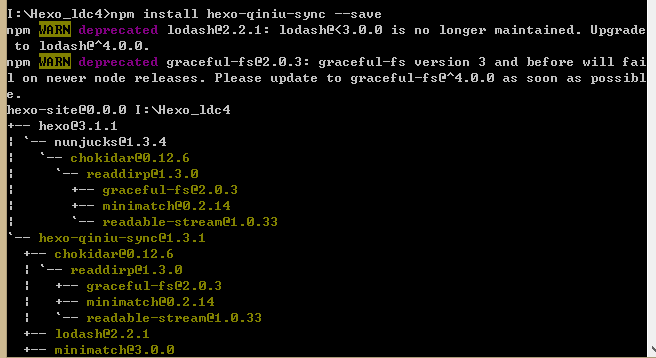 I:\Hexo_ldc4>npm install hexo-qiniu-sync --save
npm WARN deprecated lodash@2.2.1: lodash@<3.0.0 is no longer maintained. Upgrade
 to lodash@^4.0.0.
npm WARN deprecated graceful-fs@2.0.3: graceful-fs version 3 and before will fai
l on newer node releases. Please update to graceful-fs@^4.0.0 as soon as possibl
e.
hexo-site@0.0.0 I:\Hexo_ldc4
+-- hexo@3.1.1
¦ `-- nunjucks@1.3.4
¦   `-- chokidar@0.12.6
¦     `-- readdirp@1.3.0
¦       +-- graceful-fs@2.0.3
¦       +-- minimatch@0.2.14
¦       `-- readable-stream@1.0.33
`-- hexo-qiniu-sync@1.3.1
  +-- chokidar@0.12.6
  ¦ `-- readdirp@1.3.0
  ¦   +-- graceful-fs@2.0.3
  ¦   +-- minimatch@0.2.14
  ¦   `-- readable-stream@1.0.33
  +-- lodash@2.2.1
  +-- minimatch@3.0.0